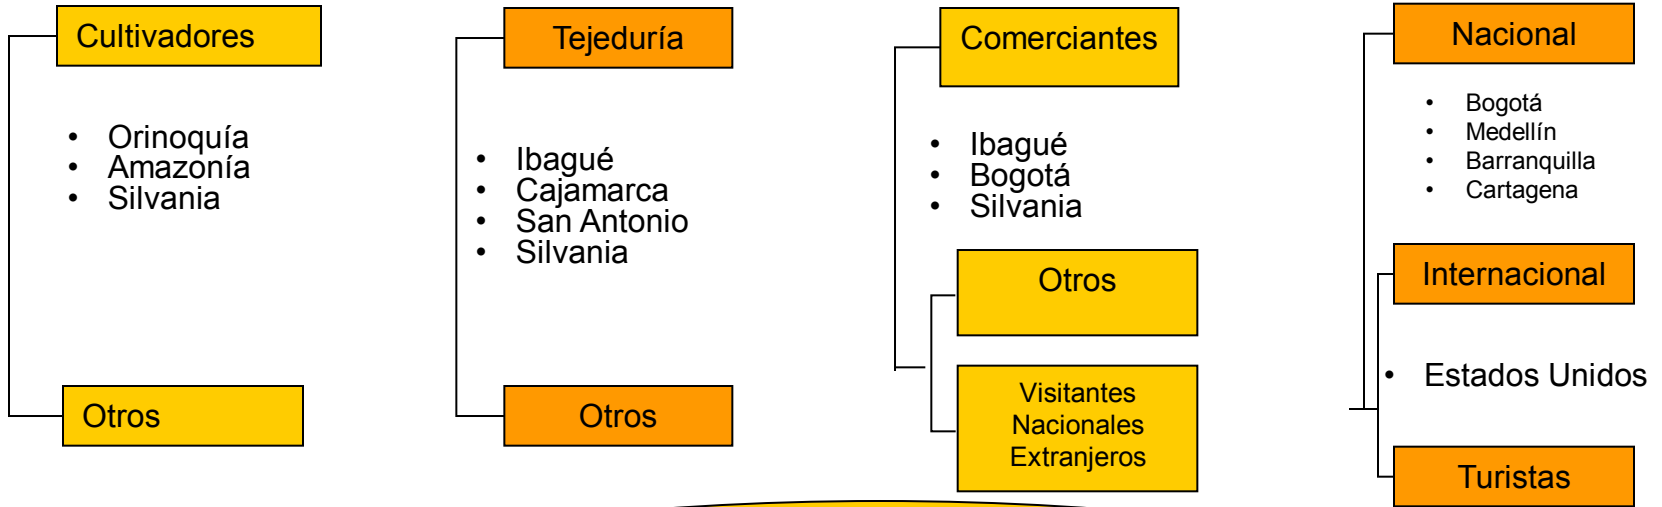 Cultivadores
• Orinoquía
• Amazonía
• Silvania
Otros
Tejeduría
• Ibagué
• Cajamarca
• San Antonio
• Silvania
Otros
Comerciantes
• Ibagué
• Bogotá
• Silvania
Otros
Visitantes
Nacionales
Extranjeros
Nacional
• Bogotá
• Medellín
• Barranquilla
• Cartagena
Internacional
• Estados Unidos
Turistas